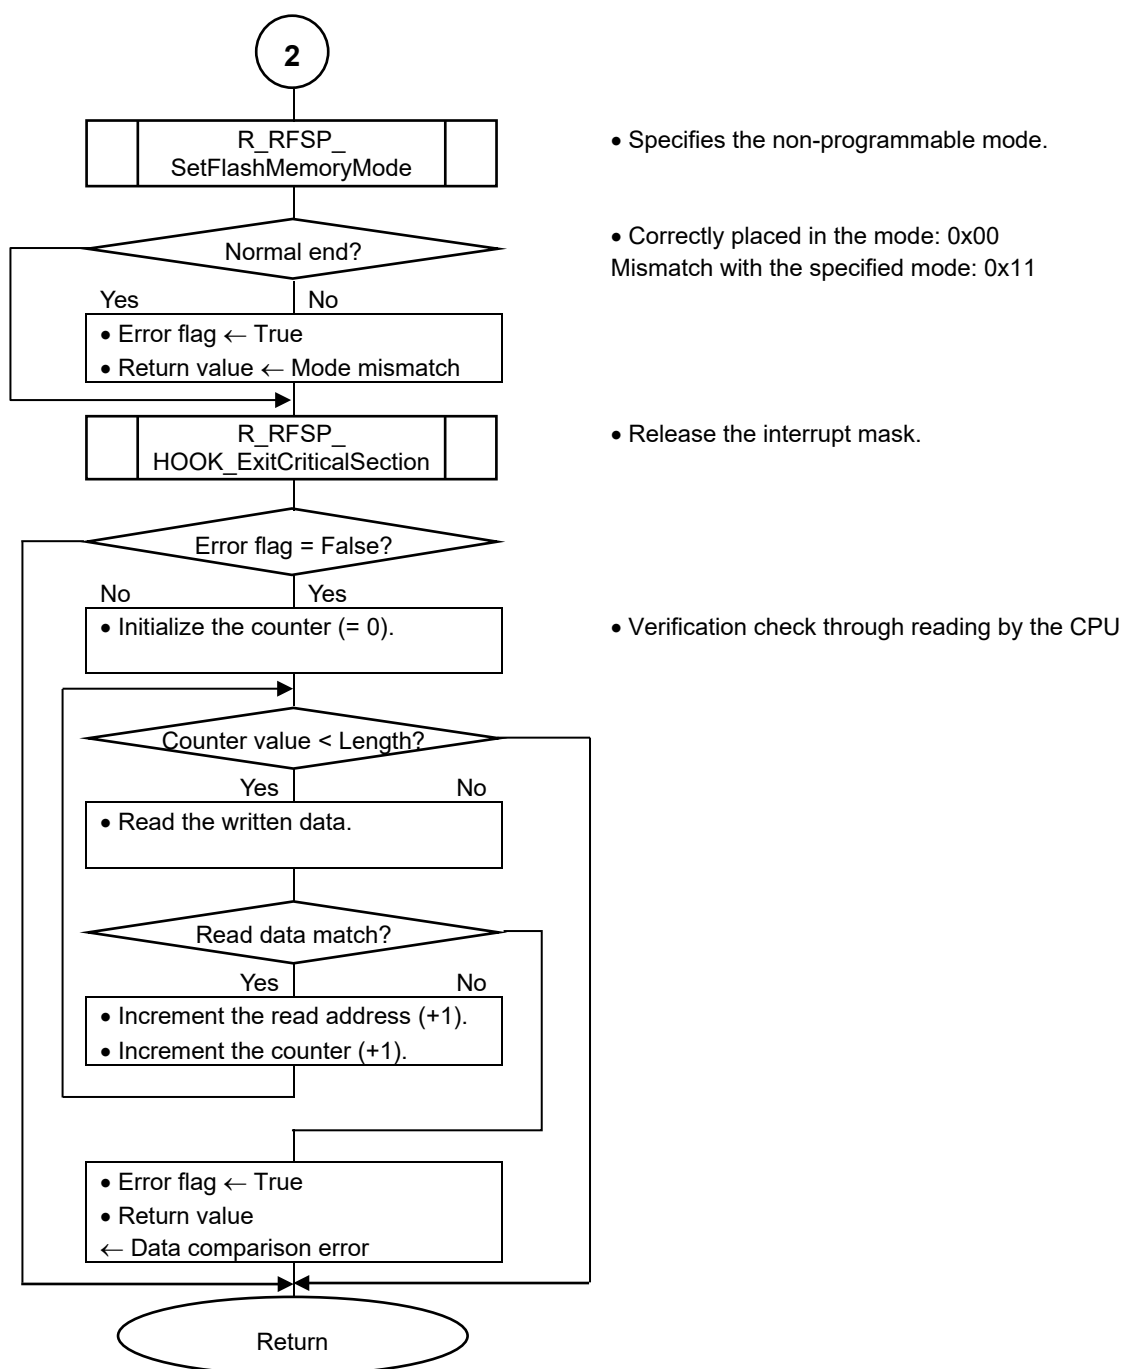 2
R_RFSP_
SetFlashMemoryMode
• Specifies the non-programmable mode.
Normal end?
• Correctly placed in the mode: 0x00
Mismatch with the specified mode: 0x11
Yes No
• Error flag ← True
• Return value ← Mode mismatch
R_RFSP_
HOOK_ExitCriticalSection
• Release the interrupt mask.
Error flag = False?
No Yes
• Initialize the counter (= 0).
• Verification check through reading by the CPU
Counter value < Length?
Yes No
• Read the written data.
Read data match?
Yes No
• Increment the read address (+1).
• Increment the counter (+1).
• Error flag ← True
• Return value
← Data comparison error
Return